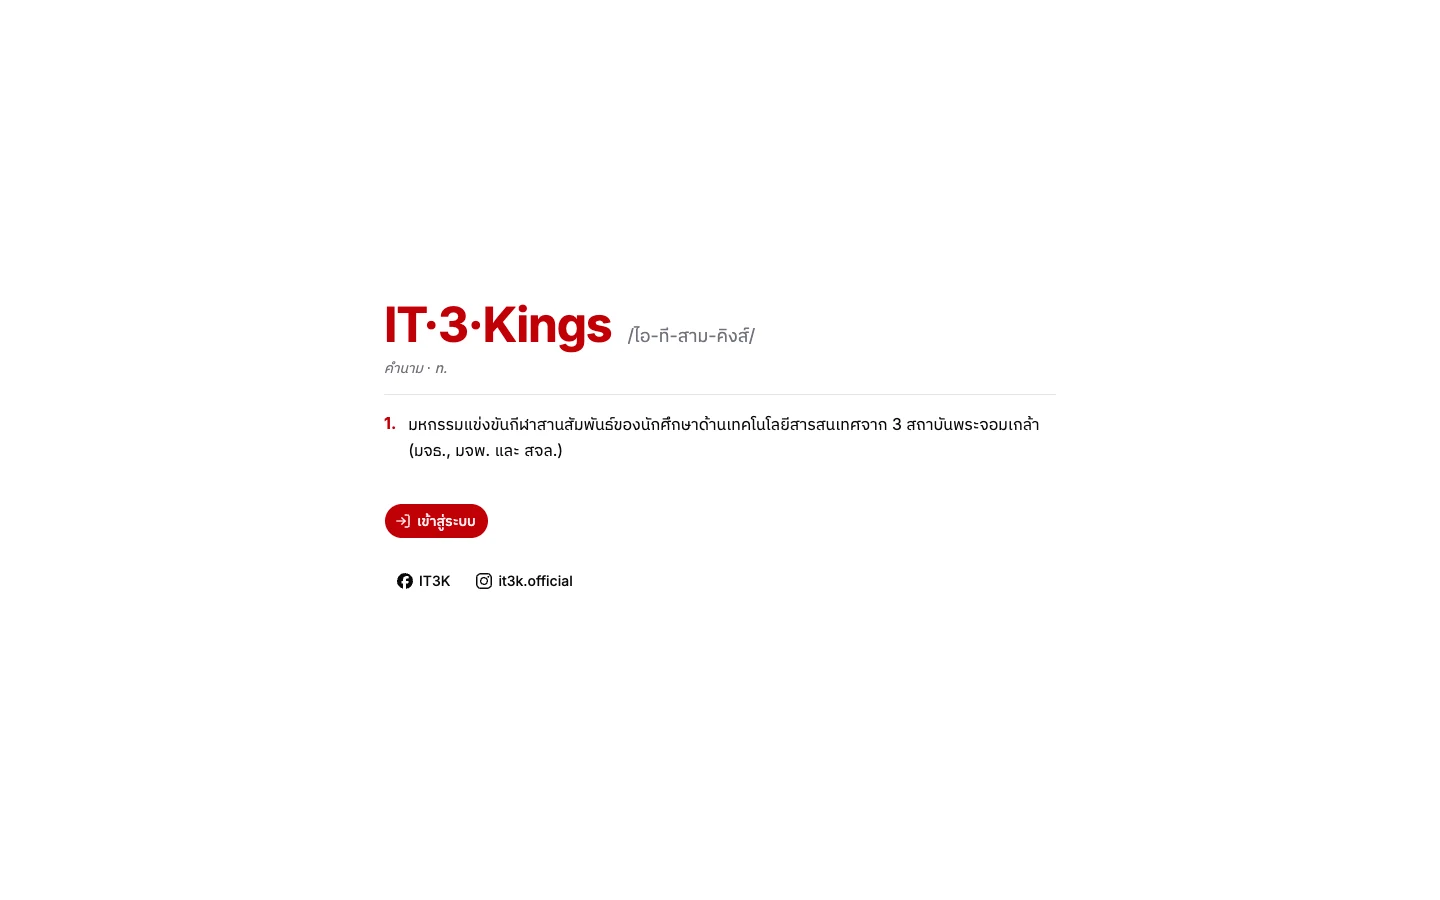 IT·3·Kings /ไอ-ที-สาม-คิงส์/
คำนาม · น.
1. มหกรรมแข่งขันกีฬาสานสัมพันธ์ของนักศึกษาด้านเทคโนโลยีสารสนเทศจาก 3 สถาบันพระจอมเกล้า
(มจธ., มจพ. และ สจล.)
เข้าสู่ระบบ
IT3K it3k.official